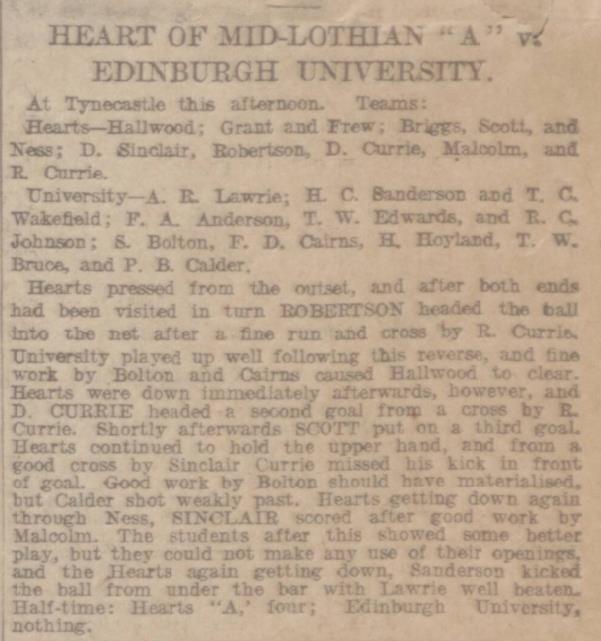 HEART OF MID-LOTHIAN "A" v.
EDINBURGH UNIVERSITY.
At Tynecastle this afternoon. Teams:
Hearts—Hallwood; Grant and Frew; Briggs, Scott, and
Ness; D. Sinclair, Robertson, D. Currie, Malcolm, and
R. Currie.
University—A. R. Lawrie; H. C. Sanderson and T. C.
Wakefield; F. A. Anderson, T. W. Edwards, and R. C.
Johnson; S. Bolton, F. D. Cairns, H. Hoyland, T. W.
Bruce, and P. B. Calder.
Hearts pressed from the outset, and after both ends
had been visited in turn ROBERTSON headed the ball
into the net after a fine run and cross by R. Currie.
University played up well following this reverse, and fine
work by Bolton and Cairns caused Hallwood to clear.
Hearts were down immediately afterwards, however, and
D. CURRIE headed a second goal from a cross by R.
Currie. Shortly afterwards SCOTT put on a third goal.
Hearts continued to hold the upper hand, and from a
good cross by Sinclair Currie missed his kick in front
of goal. Good work by Bolton should have materialised,
but Calder shot weakly past. Hearts getting down again
through Ness, SINCLAIR scored after good work by
Malcolm. The students after this showed some better
play, but they could not make any use of their openings,
and the Hearts again getting down, Sanderson kicked
the ball from under the bar with Lawrie well beaten.
Half-time: Hearts "A,' four; Edinburgh University,
nothing.